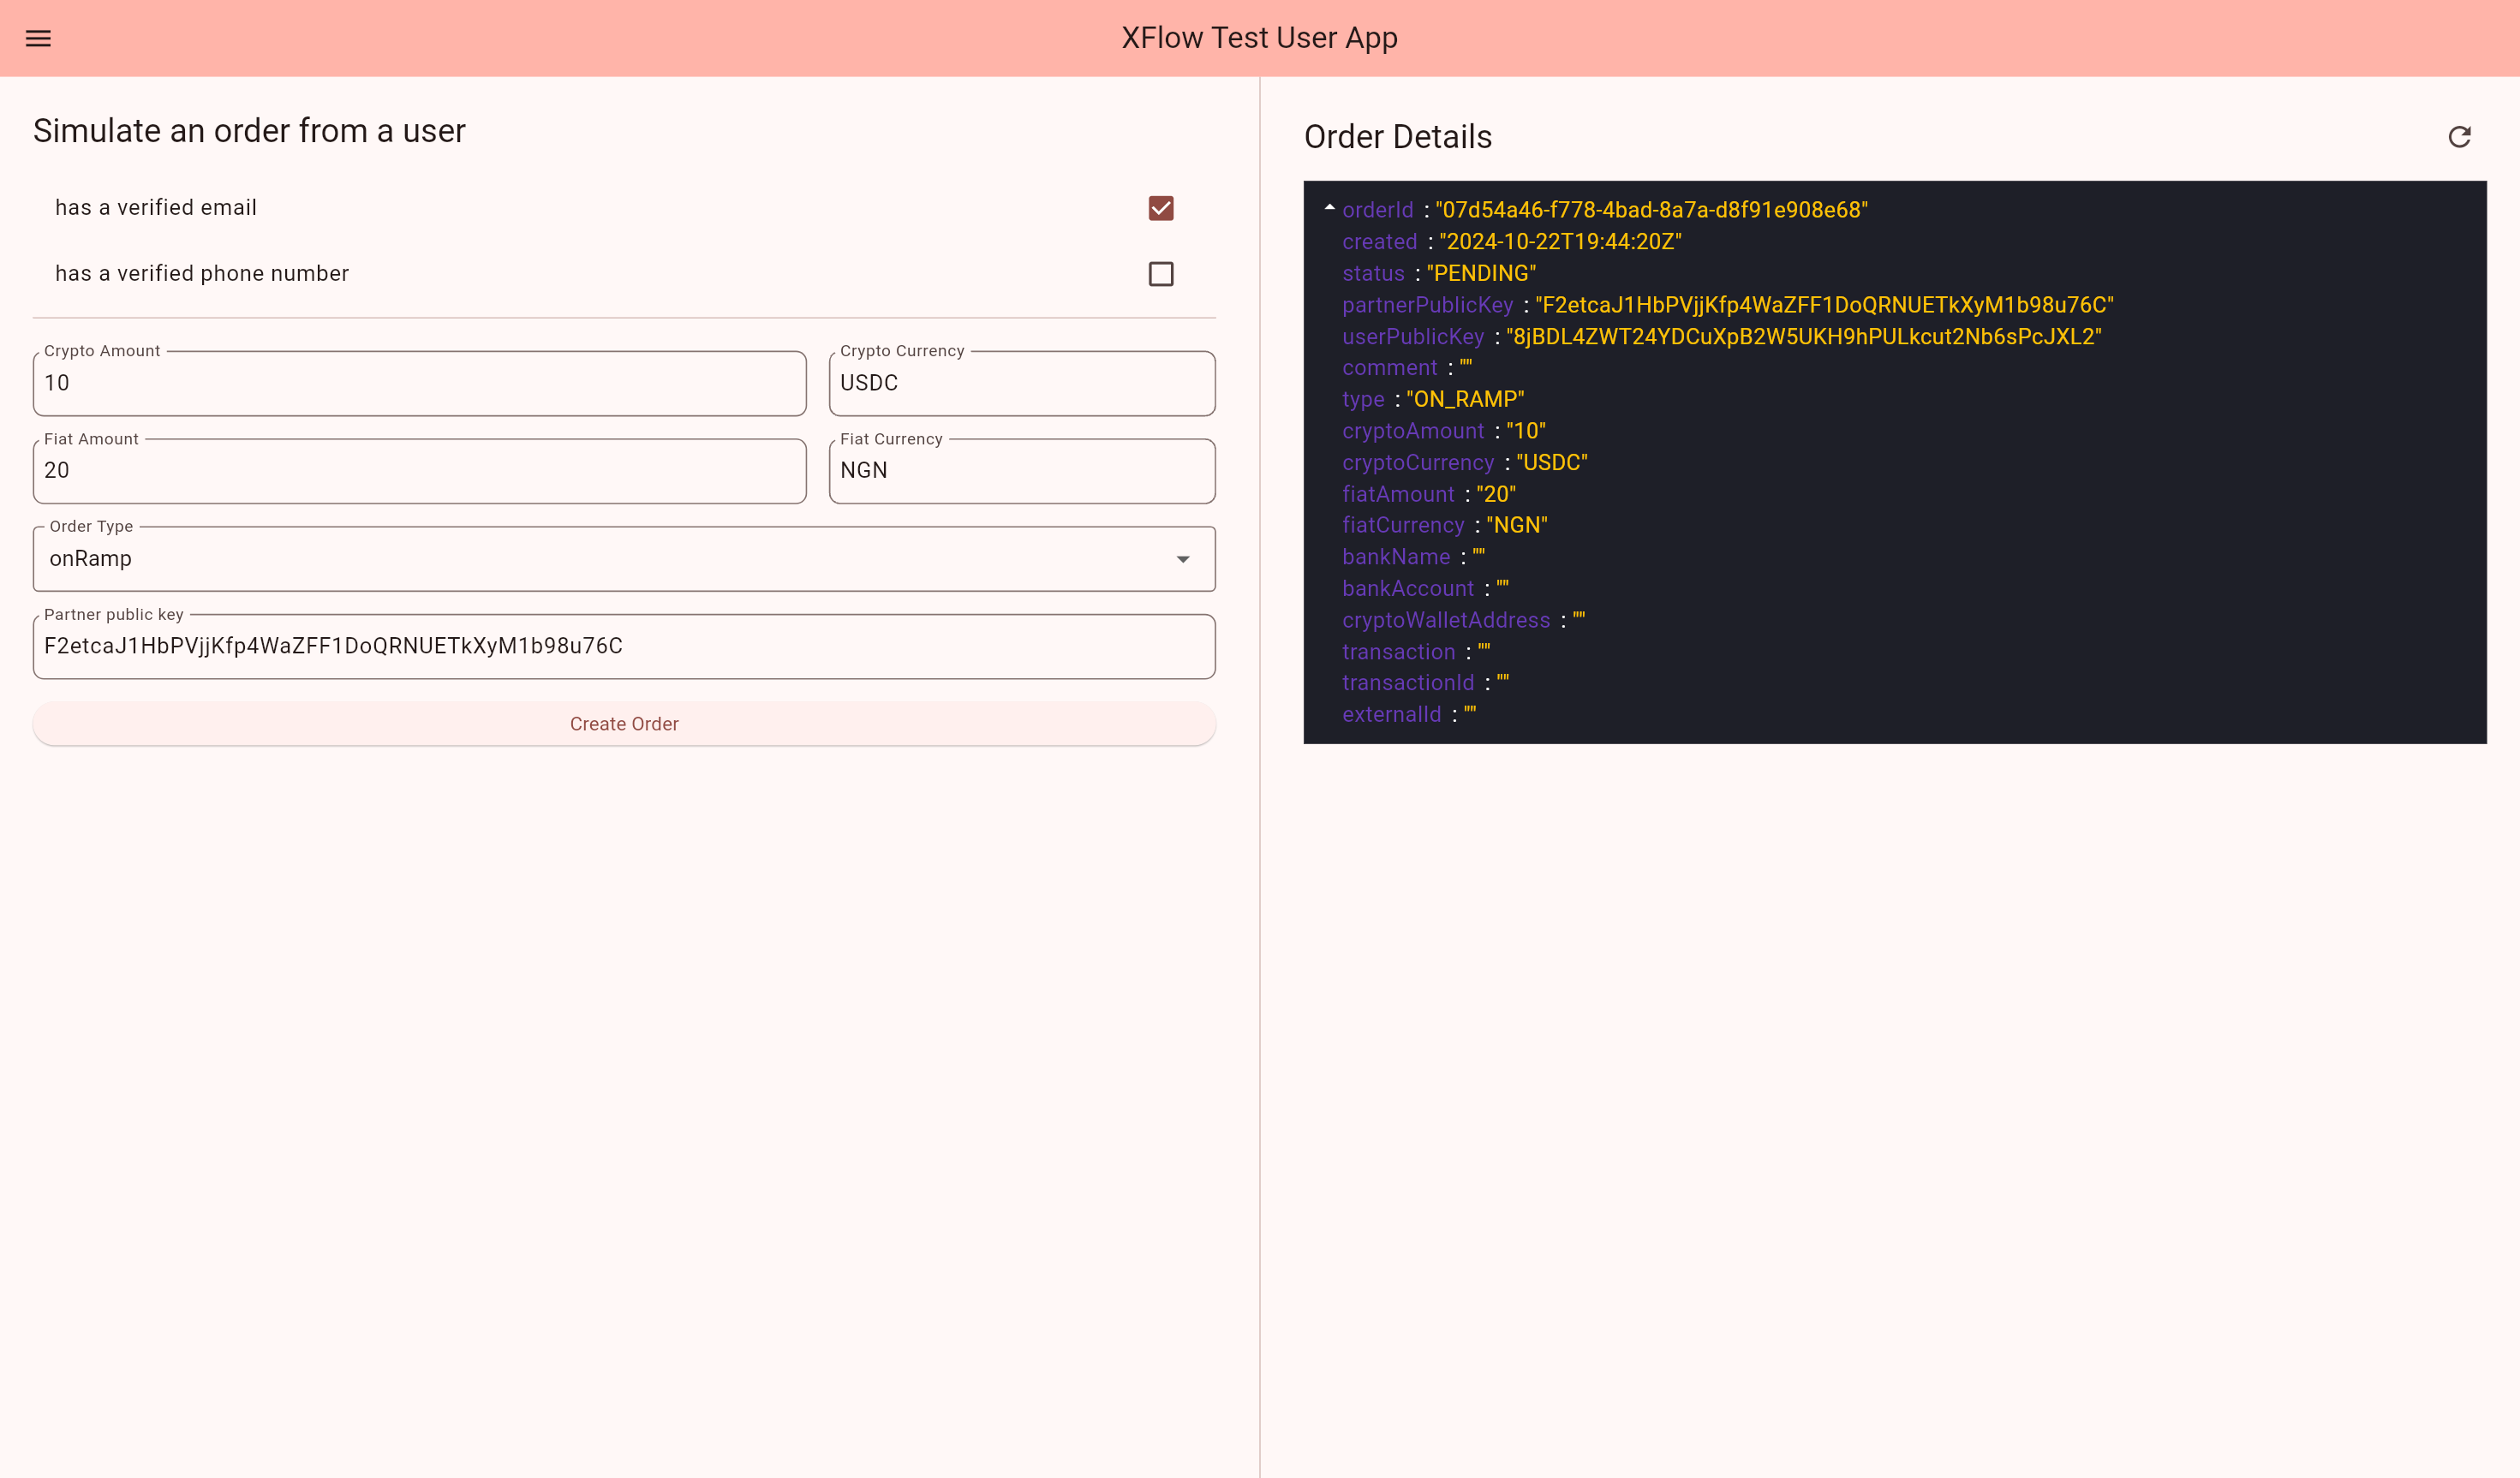 XFlow Test User App
Simulate an order from a user
has a verified email
has a verified phone number
Crypto Amount
10
Crypto Currency
USDC
Fiat Amount
20
Fiat Currency
NGN
Order Type
onRamp
Partner public key
F2etcaJ1HbPVjjKfp4WaZFF1DoQRNUETkXyM1b98u76C
Create Order
Order Details
orderId : "07d54a46-f778-4bad-8a7a-d8f91e908e68"
created : "2024-10-22T19:44:20Z"
status : "PENDING"
partnerPublicKey : "F2etcaJ1HbPVjjKfp4WaZFF1DoQRNUETkXyM1b98u76C"
userPublicKey : "8jBDL4ZWT24YDCuXpB2W5UKH9hPULkcut2Nb6sPcJXL2"
comment : ""
type : "ON_RAMP"
cryptoAmount : "10"
cryptoCurrency : "USDC"
fiatAmount : "20"
fiatCurrency : "NGN"
bankName : ""
bankAccount : ""
cryptoWalletAddress : ""
transaction : ""
transactionId : ""
externalId : ""